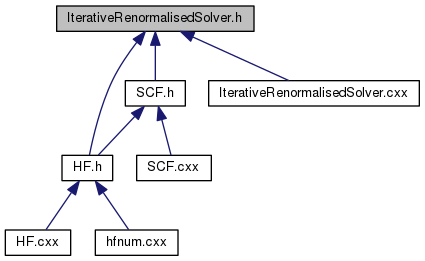 IterativeRenormalisedSolver.h
SCF.h
IterativeRenormalisedSolver.cxx
HF.h
SCF.cxx
HF.cxx
hfnum.cxx